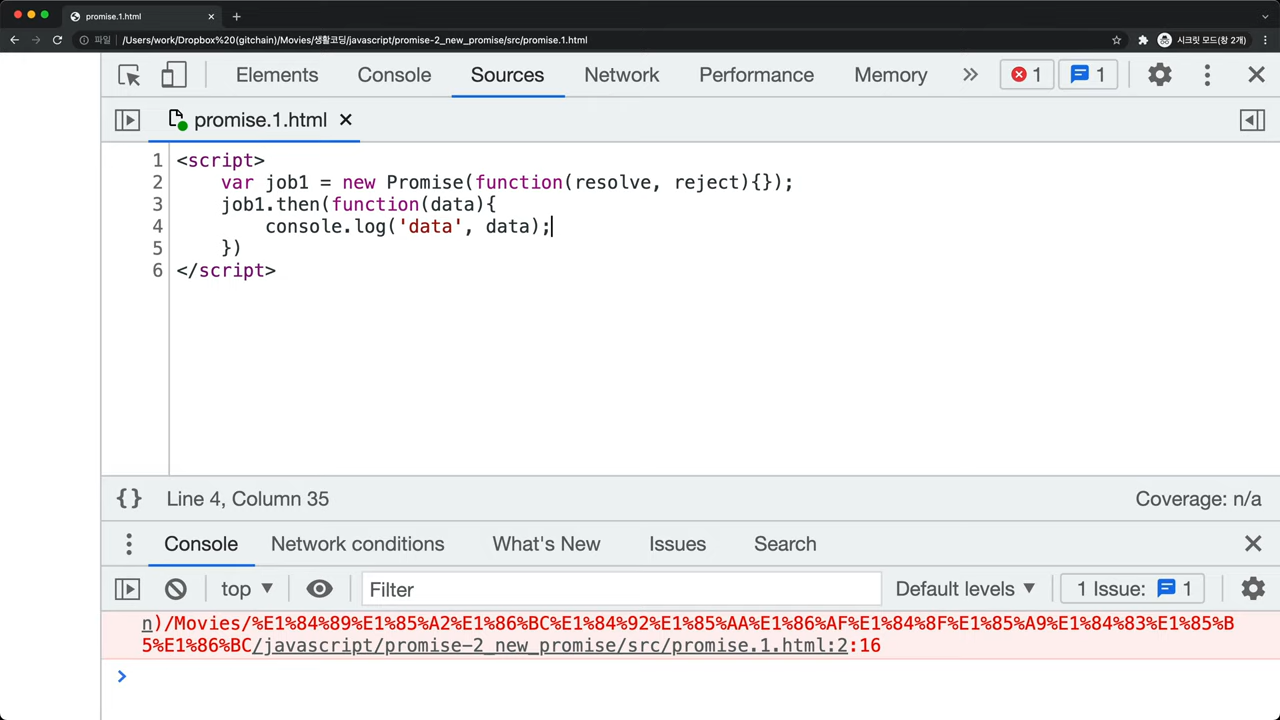 promise.1.html
파일 /Users/work/Dropbox%20(gitchain)/Movies/생활코딩/javascript/promise-2_new_promise/src/promise.1.html 시크릿 모드(창 2개)
Elements Console Sources Network Performance Memory 1 1
promise.1.html
1 <script>
2 var job1 = new Promise(function(resolve, reject){});
3 job1.then(function(data){
4 console.log('data', data);
5 })
6 </script>
{} Line 4, Column 35 Coverage: n/a
Console Network conditions What's New Issues Search
top Filter Default levels 1 Issue: 1
n)/Movies/%E1%84%89%E1%85%A2%E1%86%BC%E1%84%92%E1%85%AA%E1%86%AF%E1%84%8F%E1%85%A9%E1%84%83%E1%85%B
5%E1%86%BC/javascript/promise-2_new_promise/src/promise.1.html:2:16